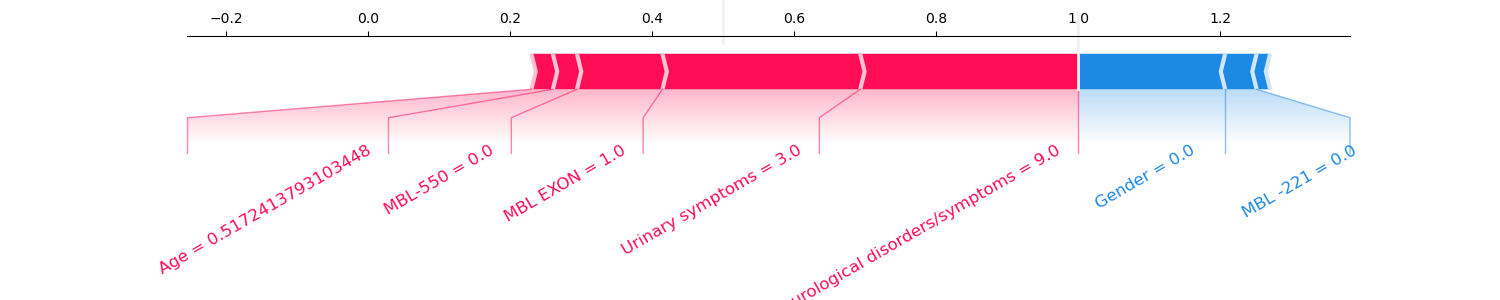 −0.2 0.0 0.2 0.4 0.6 0.8 1 0 1.2
Age = 0.5172413793103448
MBL-550 = 0.0
MBL EXON = 1.0
Urinary symptoms = 3.0
disorders/symptoms = 9.0
Gender = 0.0
MBL -221 = 0.0